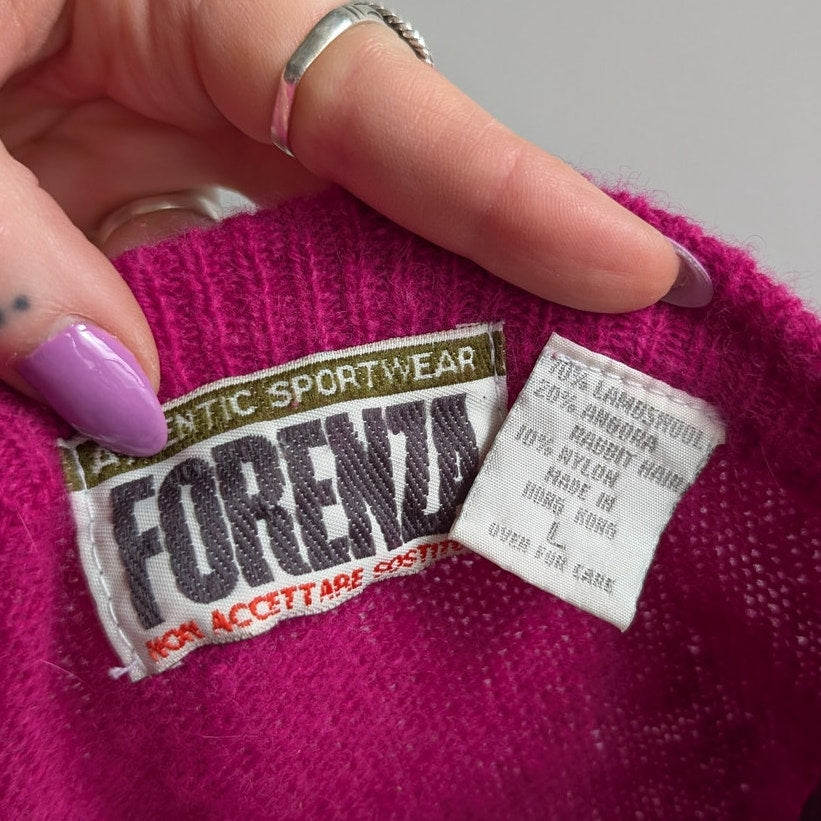 AUTHENTIC SPORTWEAR
FORENZA
NON ACCETTARE SOSTITU
70% LAMBSWOOL
20% ANGORA
RABBIT HAIR
10% NYLON
MADE IN
HONG KONG
L
OVER FOR CARE